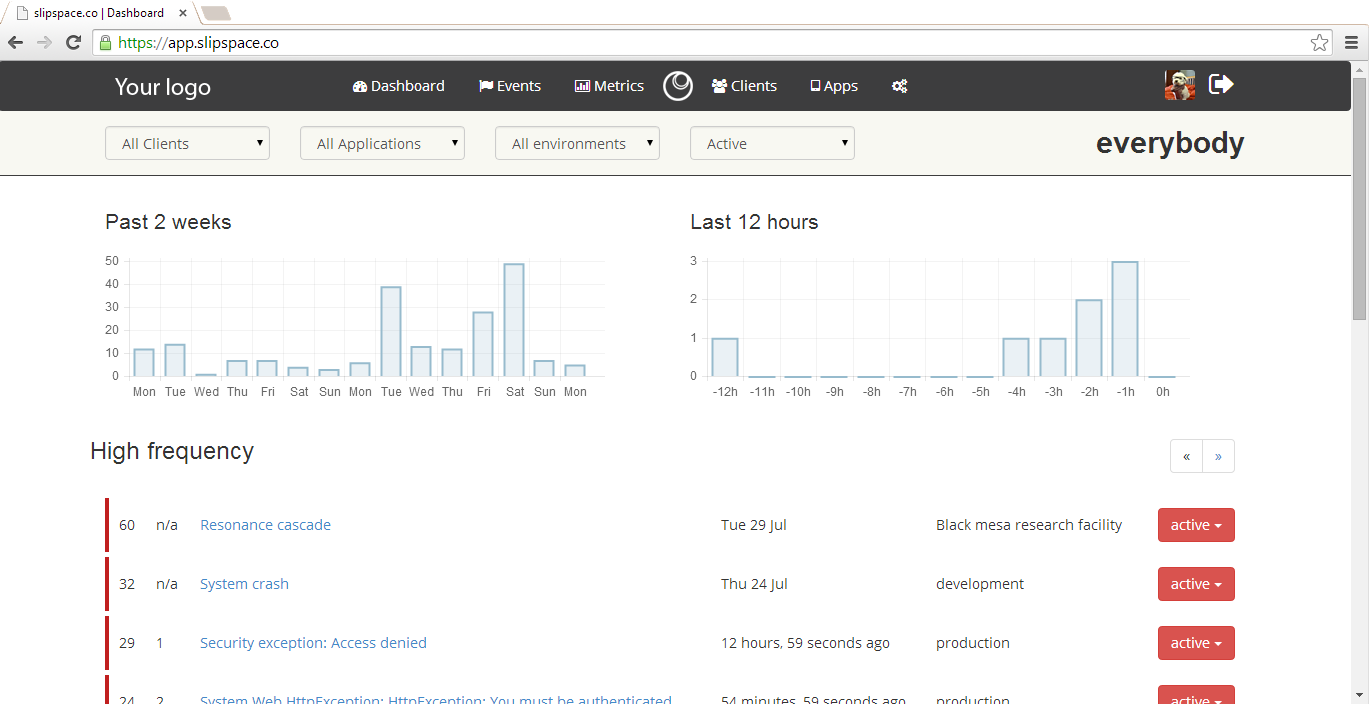 slipspace.co | Dashboard ×
https://app.slipspace.co
Your logo Dashboard Events Metrics Clients Apps
All Clients All Applications All environments Active everybody
Past 2 weeks
50
40
30
20
10
0
Mon Tue Wed Thu Fri Sat Sun Mon Tue Wed Thu Fri Sat Sun Mon
Last 12 hours
3
2
1
0
-12h -11h -10h -9h -8h -7h -6h -5h -4h -3h -2h -1h 0h
High frequency « »
60 n/a Resonance cascade Tue 29 Jul Black mesa research facility active
32 n/a System crash Thu 24 Jul development active
29 1 Security exception: Access denied 12 hours, 59 seconds ago production active
24 2 System.Web.HttpException: HttpException: You must be authenticated 54 minutes, 59 seconds ago production active